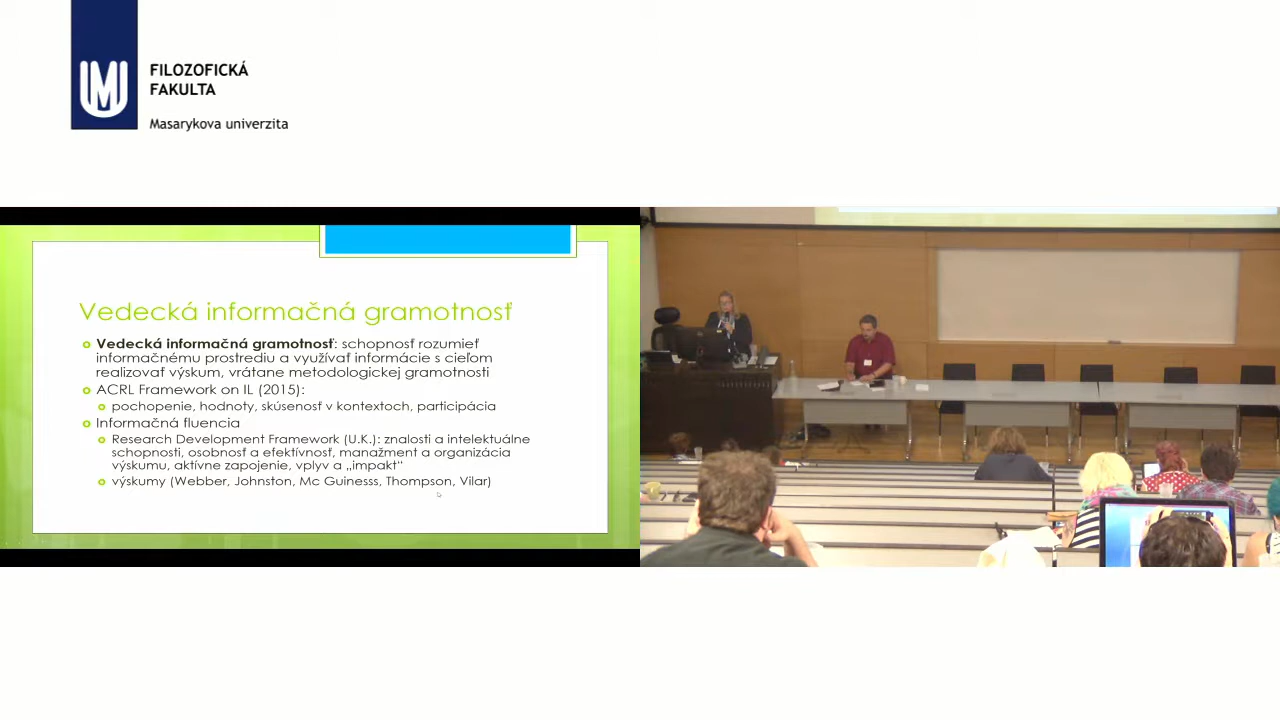 FILOZOFICKÁ
FAKULTA
Masarykova univerzita
Vedecká informačná gramotnosť
Vedecká informačná gramotnosť: schopnosť rozumieť
informačnému prostrediu a využívať informácie s cieľom
realizovať výskum, vrátane metodologickej gramotnosti
ACRL Framework on IL (2015):
pochopenie, hodnoty, skúsenosť v kontextoch, participácia
Informačná fluencia
Research Development Framework (U.K.): znalosti a intelektuálne
schopnosti, osobnosť a efektívnosť, manažment a organizácia
výskumu, aktívne zapojenie, vplyv a „impakt“
výskumy (Webber, Johnston, Mc Guinesss, Thompson, Vilar)